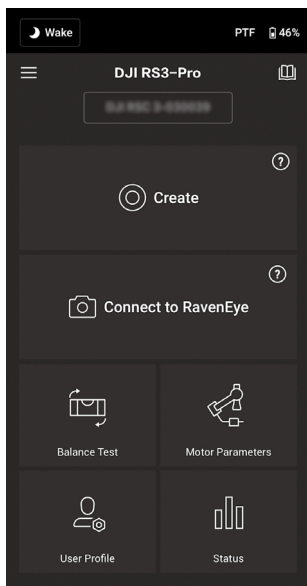 Wake
PTF 46%
DJI RS3-Pro
Create
Connect to RavenEye
Balance Test
Motor Parameters
User Profile
Status